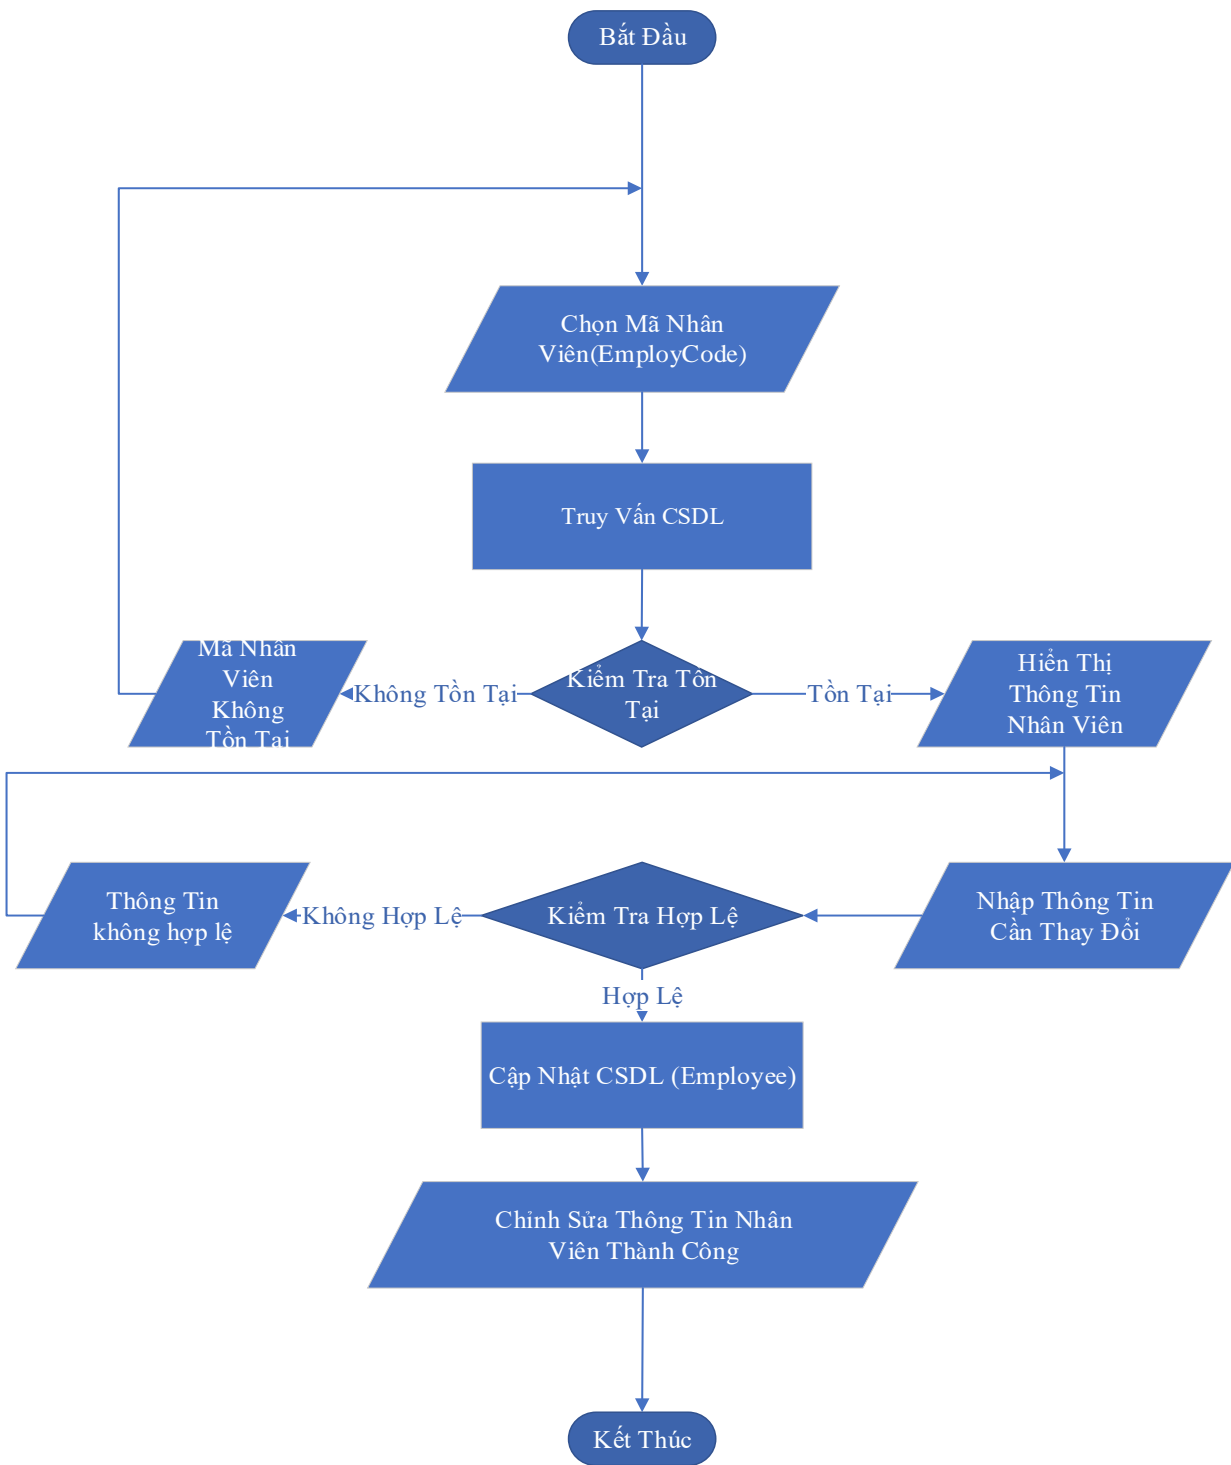 Bắt Đầu
Chọn Mã Nhân
Viên(EmployCode)
Truy Vấn CSDL
Mã Nhân
Viên
Không
Tồn Tại
Không Tồn Tại
Kiểm Tra Tồn
Tại
Tồn Tại
Hiển Thị
Thông Tin
Nhân Viên
Thông Tin
không hợp lệ
Không Hợp Lệ
Kiểm Tra Hợp Lệ
Nhập Thông Tin
Cần Thay Đổi
Hợp Lệ
Cập Nhật CSDL (Employee)
Chỉnh Sửa Thông Tin Nhân
Viên Thành Công
Kết Thúc